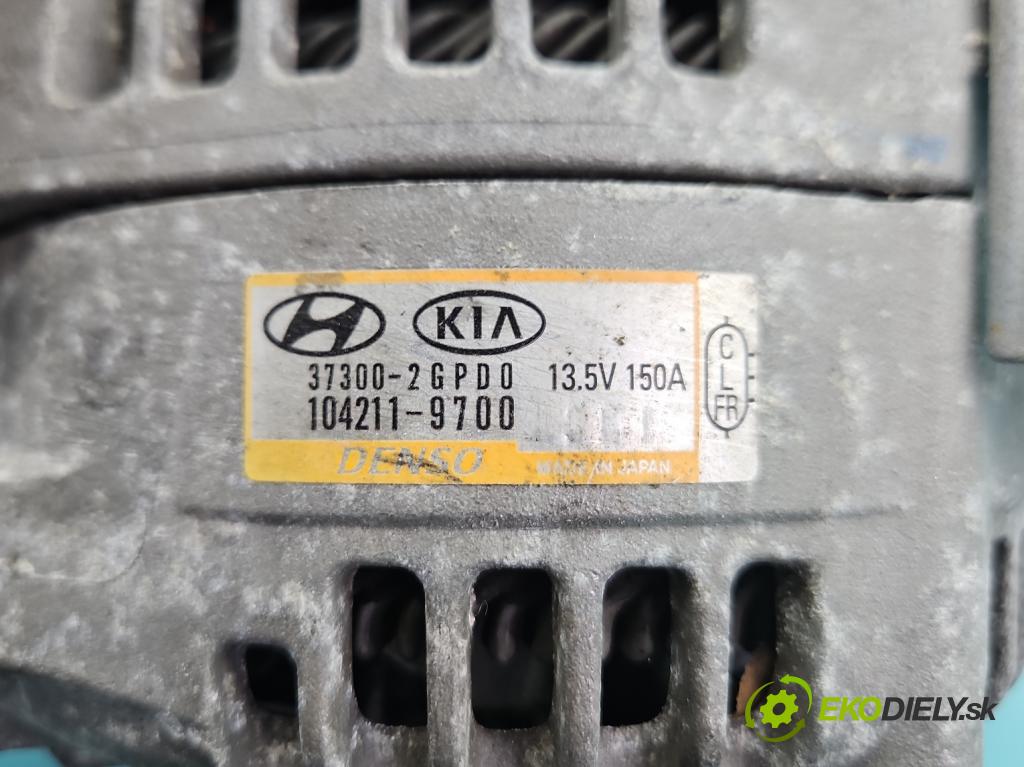 KIA
37300-2GPD0 13.5V 150A
104211-9700
DENSO MADE IN JAPAN
C
L
FR
EKODIELY.sk